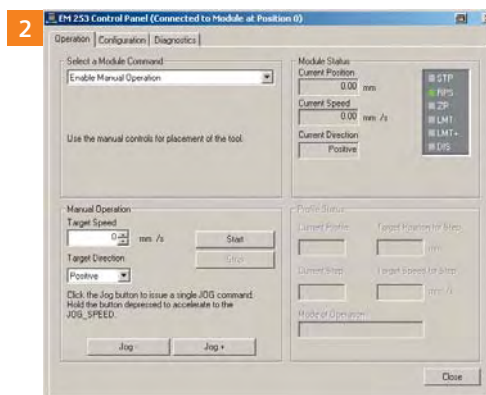 2
EM 253 Control Panel (Connected to Module at Position 0)
Operation
Configuration
Diagnostics
Select a Module Command
Enable Manual Operation
Use the manual controls for placement of the tool.
Module Status
Current Position
0.00 mm
Current Speed
0.00 mm /s
Current Direction
Positive
STP
RPS
ZP
LMT-
LMT+
DIS
Manual Operation
Target Speed
0 mm /s
Start
Stop
Target Direction
Positive
Click the Jog button to issue a single JOG command.
Hold the button depressed to accelerate to the
JOG_SPEED.
Jog -
Jog +
Profile Status
Current Profile
Target Position for Step
mm
Current Step
Target Speed for Step
mm /s
Mode of Operation
Close